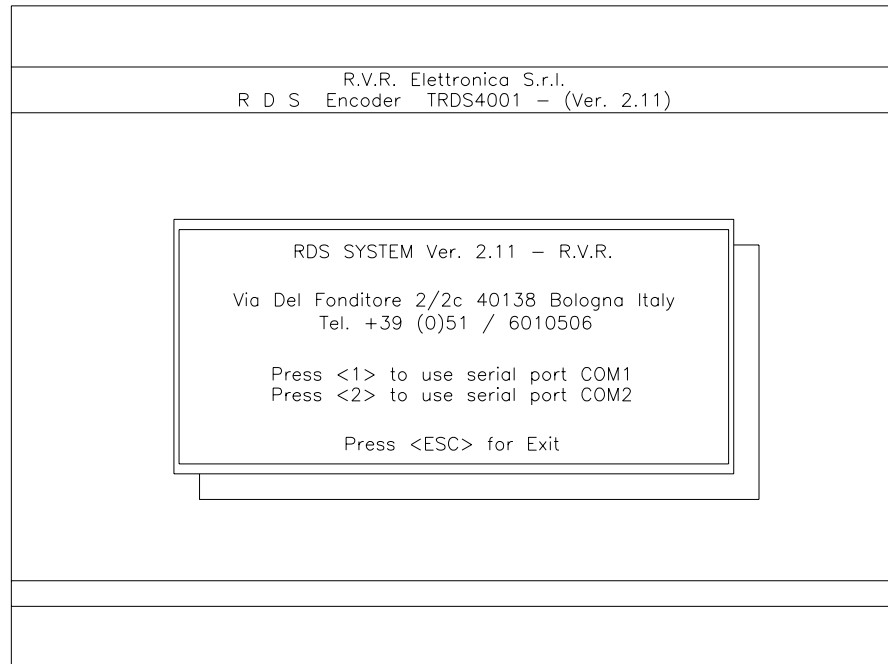 R.V.R. Elettronica S.r.l.
R D S Encoder TRDS4001 – (Ver. 2.11)
RDS SYSTEM Ver. 2.11 – R.V.R.
Via Del Fonditore 2/2c 40138 Bologna Italy
Tel. +39 (0)51 / 6010506
Press <1> to use serial port COM1
Press <2> to use serial port COM2
Press <ESC> for Exit